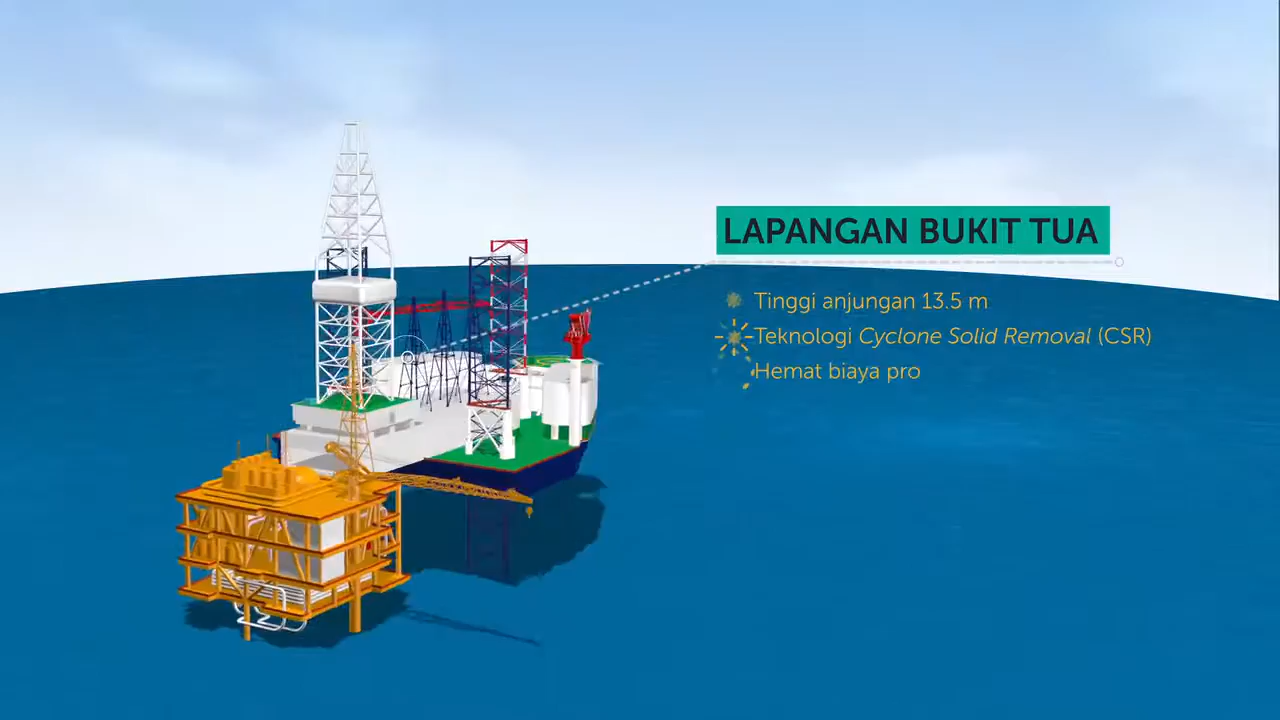 LAPANGAN BUKIT TUA
Tinggi anjungan 13.5 m
Teknologi Cyclone Solid Removal (CSR)
Hemat biaya pro